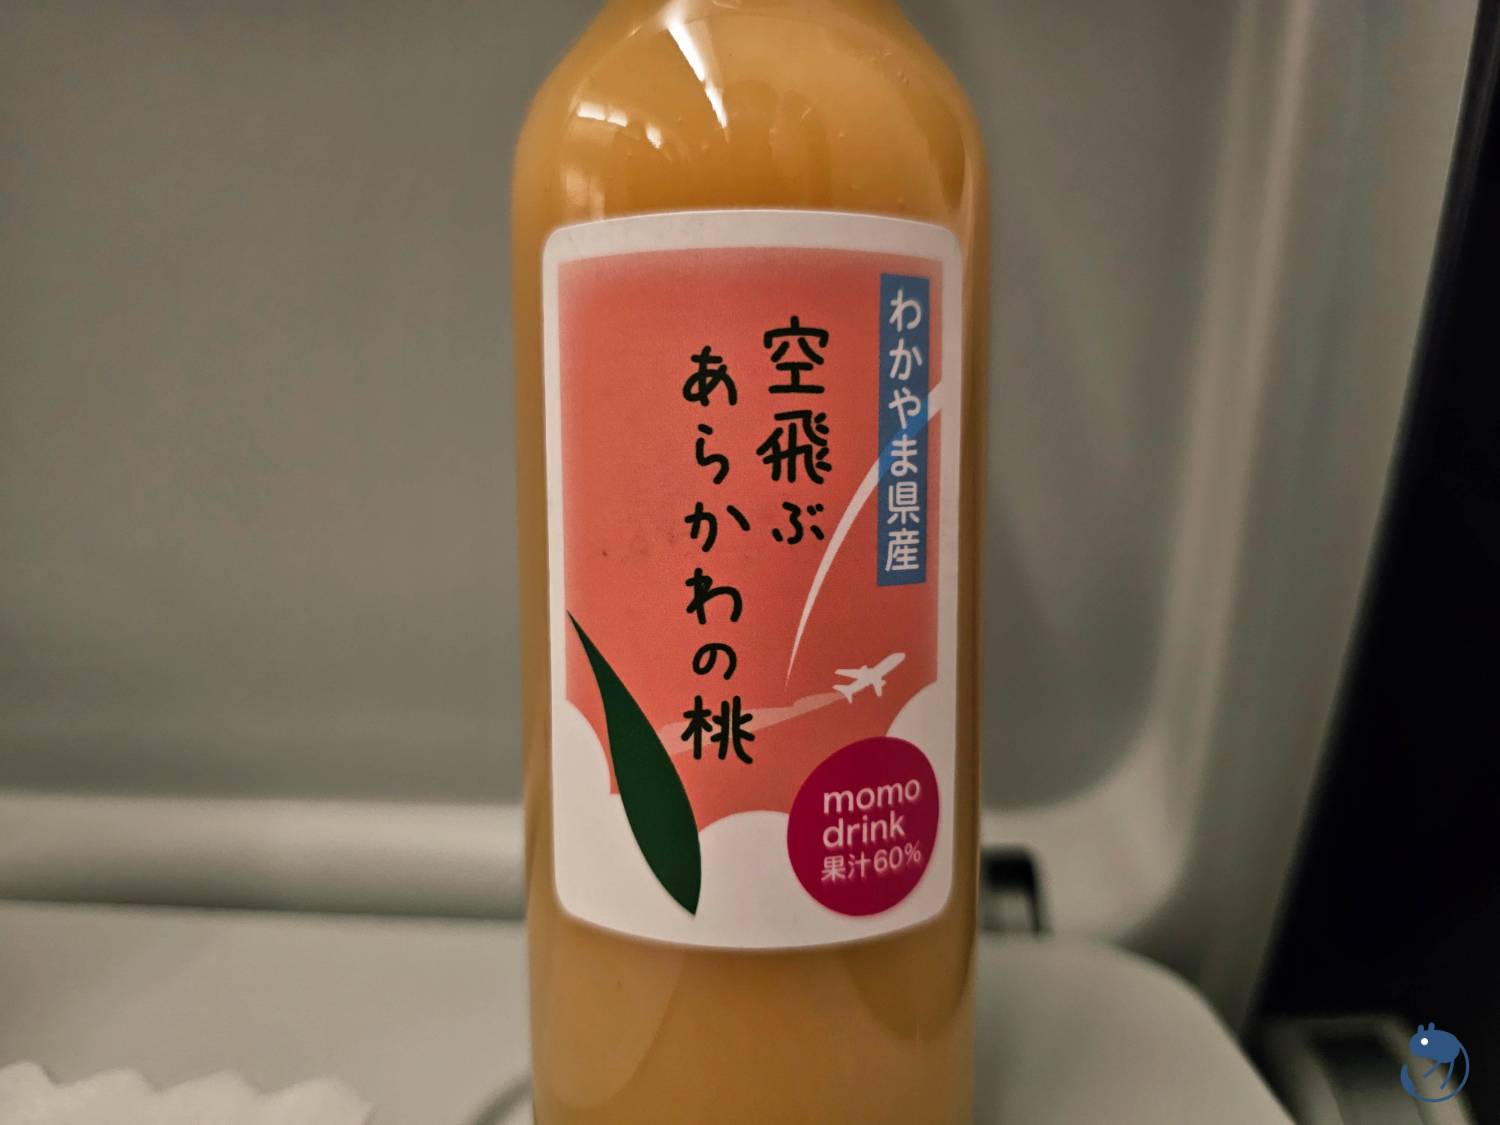 わかやま県産
空飛ぶ
あらかわの桃
momo
drink
果汁60%